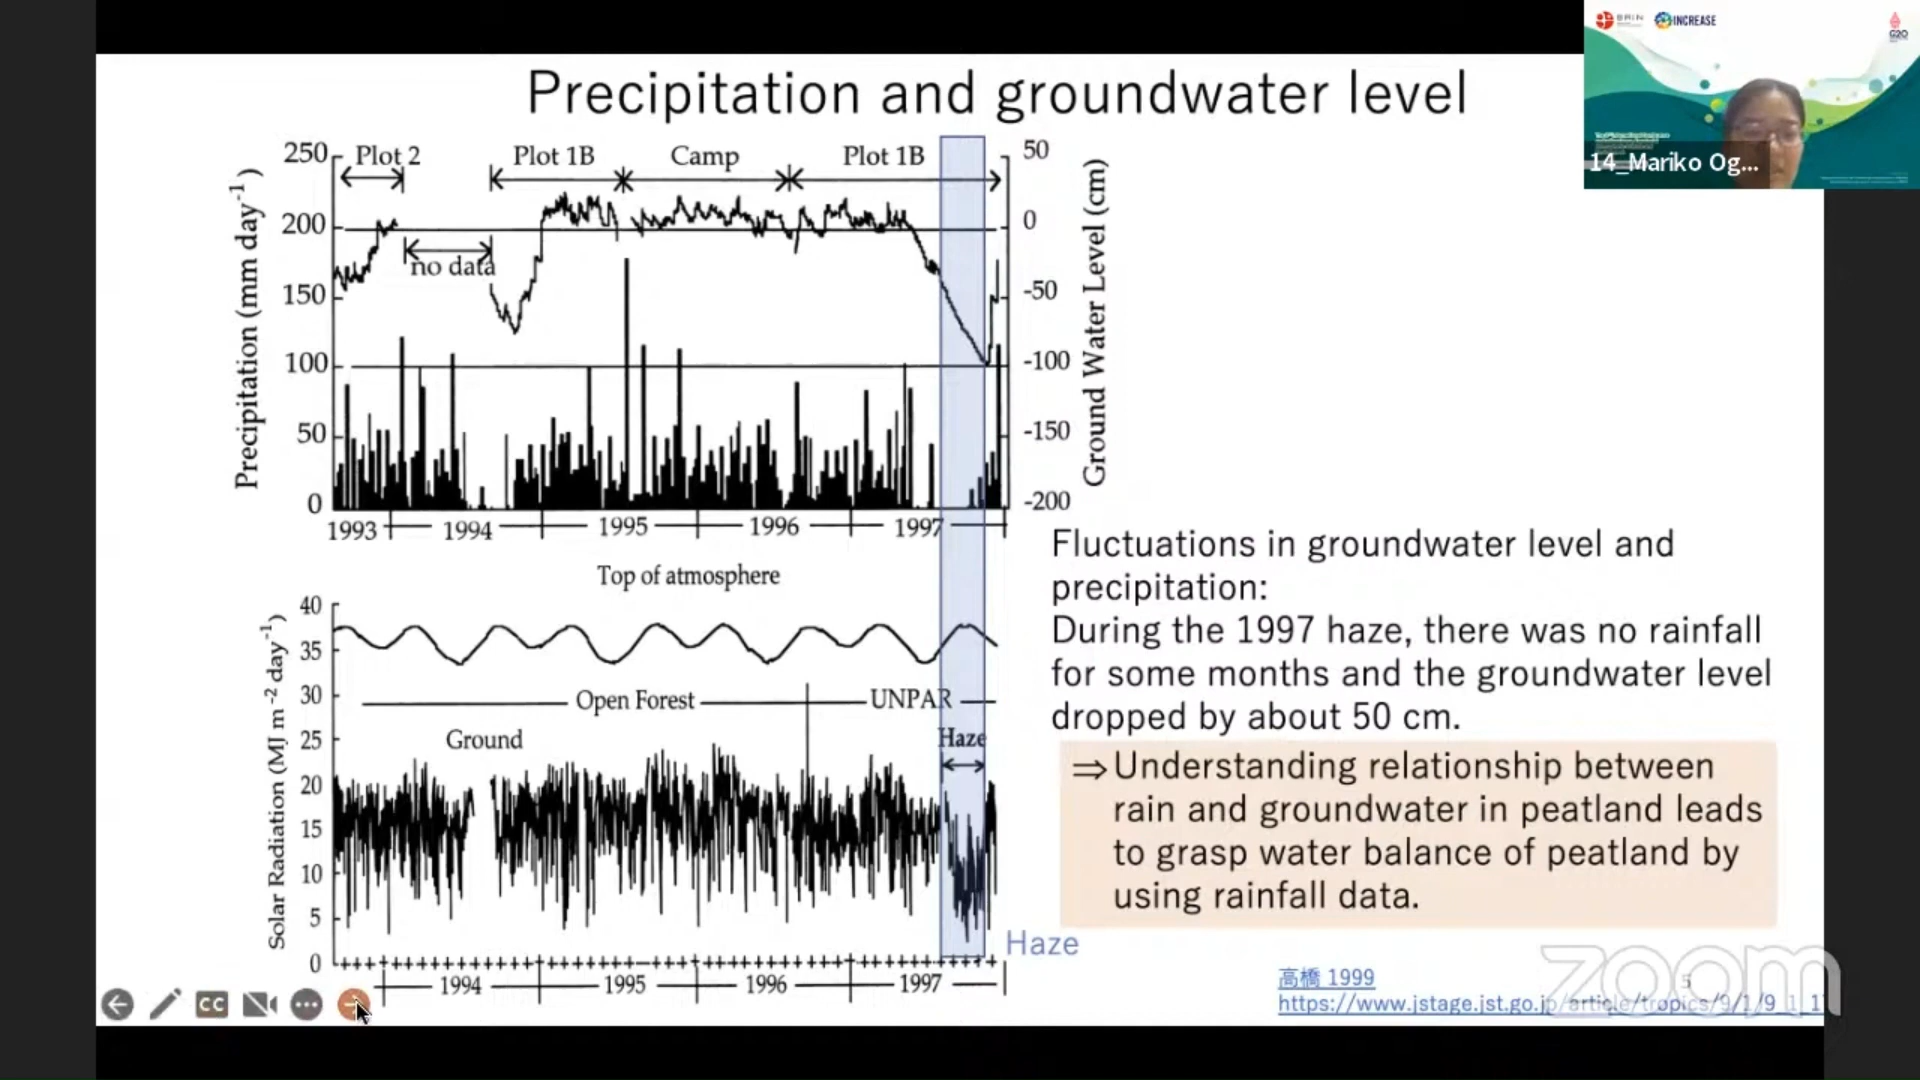 Precipitation and groundwater level
BRIN
INCREASE
G20
14_Mariko Og...
250
200
150
100
50
0
Precipitation (mm day-1)
Plot 2
Plot 1B
Camp
Plot 1B
no data
50
0
-50
-100
-150
-200
Ground Water Level (cm)
1993
1994
1995
1996
1997
Top of atmosphere
40
35
30
25
20
15
10
5
0
Solar Radiation (MJ m-2 day-1)
Open Forest
UNPAR
Ground
Haze
1994
1995
1996
1997
Haze
Fluctuations in groundwater level and
precipitation:
During the 1997 haze, there was no rainfall
for some months and the groundwater level
dropped by about 50 cm.
⇒Understanding relationship between
rain and groundwater in peatland leads
to grasp water balance of peatland by
using rainfall data.
高橋 1999
https://www.jstage.jst.go.jp/article/tropics/9/1/9_1_1
5
zoom
CC